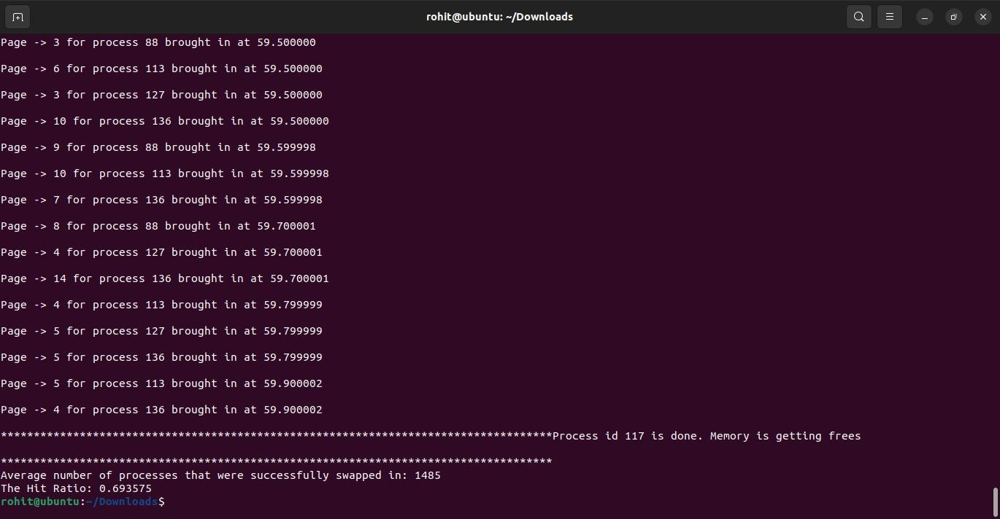 rohit@ubuntu: ~/Downloads
Page -> 3 for process 88 brought in at 59.500000
Page -> 6 for process 113 brought in at 59.500000
Page -> 3 for process 127 brought in at 59.500000
Page -> 10 for process 136 brought in at 59.500000
Page -> 9 for process 88 brought in at 59.599998
Page -> 10 for process 113 brought in at 59.599998
Page -> 7 for process 136 brought in at 59.599998
Page -> 8 for process 88 brought in at 59.700001
Page -> 4 for process 127 brought in at 59.700001
Page -> 14 for process 136 brought in at 59.700001
Page -> 4 for process 113 brought in at 59.799999
Page -> 5 for process 127 brought in at 59.799999
Page -> 5 for process 136 brought in at 59.799999
Page -> 5 for process 113 brought in at 59.900002
Page -> 4 for process 136 brought in at 59.900002
************************************************************************************Process id 117 is done. Memory is getting frees
************************************************************************************
Average number of processes that were successfully swapped in: 1485
The Hit Ratio: 0.693575
rohit@ubuntu:~/Downloads$